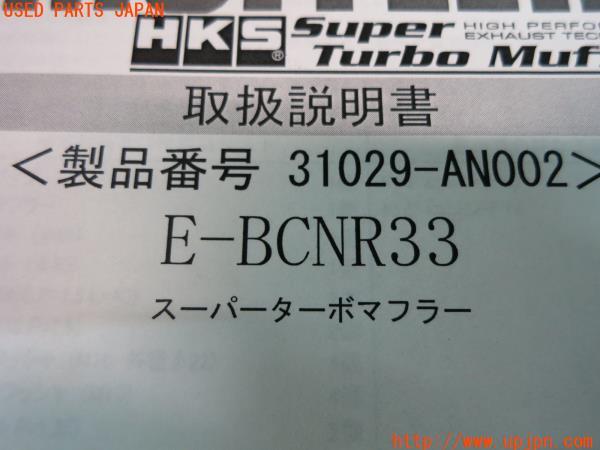 USED PARTS JAPAN
HKS® Super HIGH PERFO
EXHAUST TEC
Turbo Muf
取扱説明書
＜製品番号 31029-AN002＞
E-BCNR33
スーパーターボマフラー
http://www.upjpn.com/